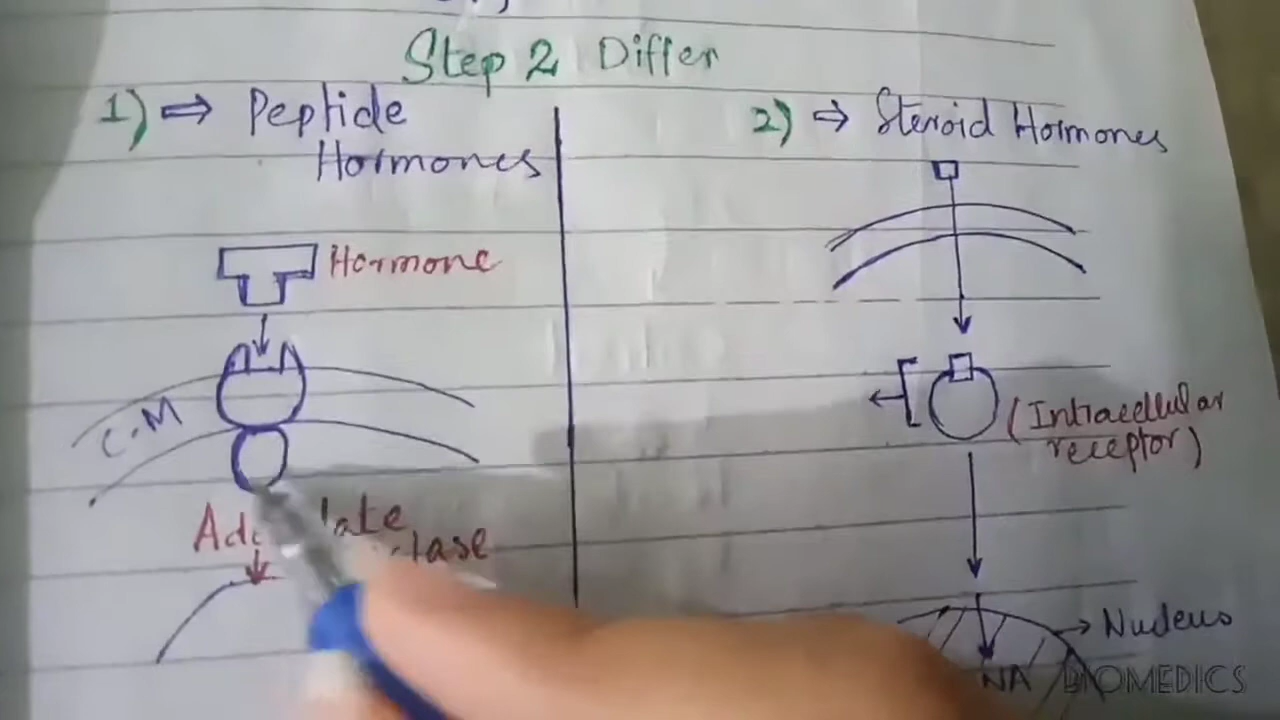 Step 2 Differ
1) ⇒ Peptide
Hormones
2) ⇒ Steroid Hormones
Hormone
C-M
(Intracellular
receptor)
→ Nucleus
BIOMEDICS